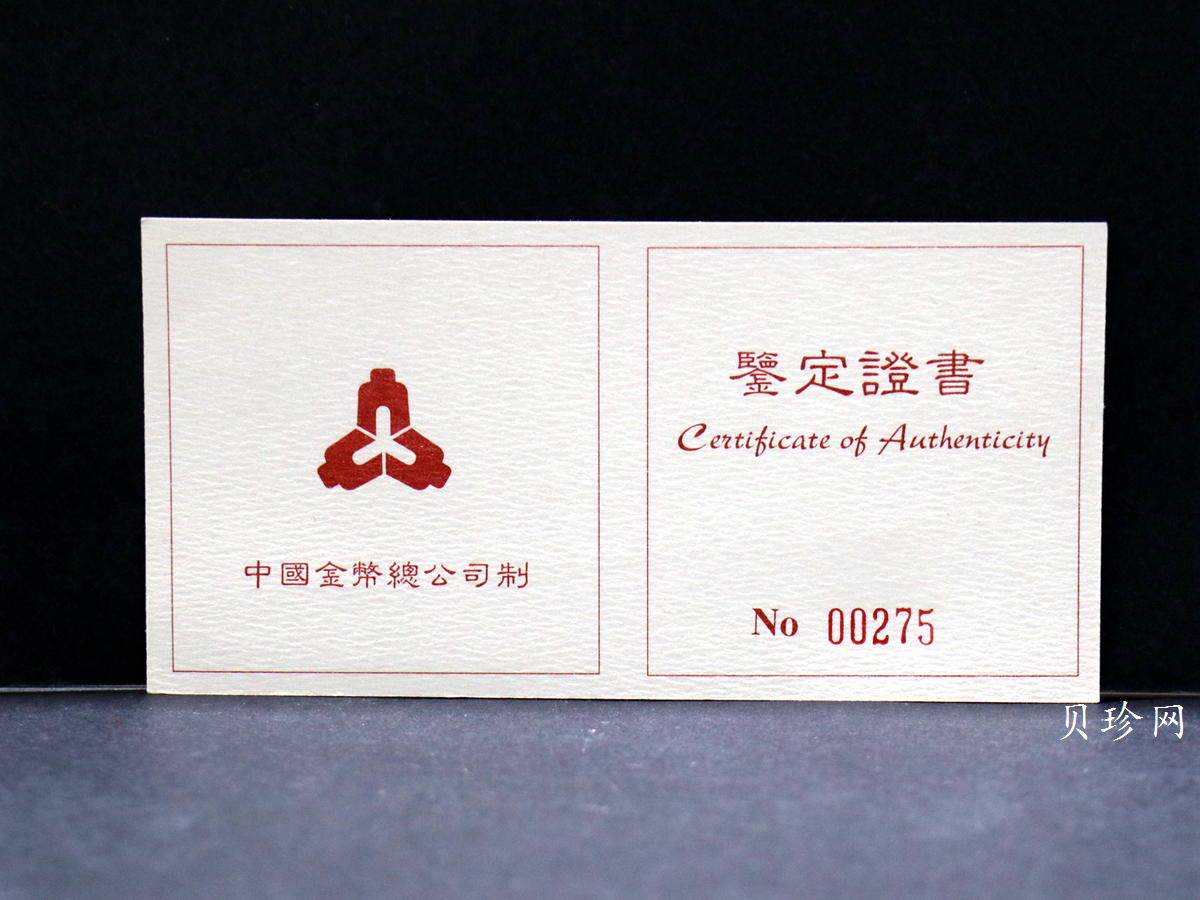 中國金幣總公司制
鑒定證書
Certificate of Authenticity
No 00275
贝珍网